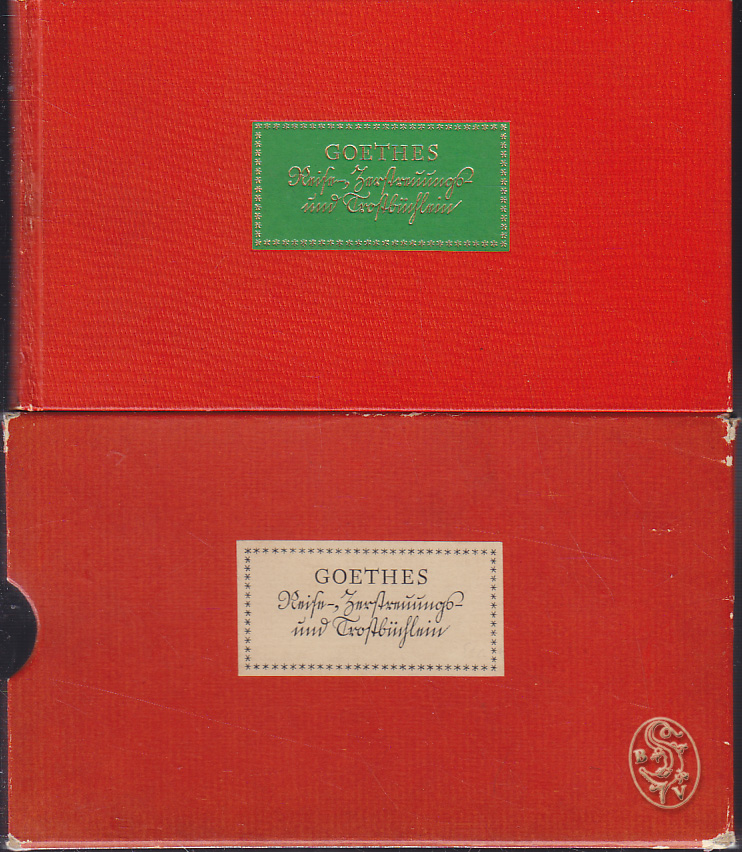 GOETHES
Reise-, Zerstreuungs-
und Trostbüchlein
GOETHES
Reise-, Zerstreuungs-
und Trostbüchlein
B V